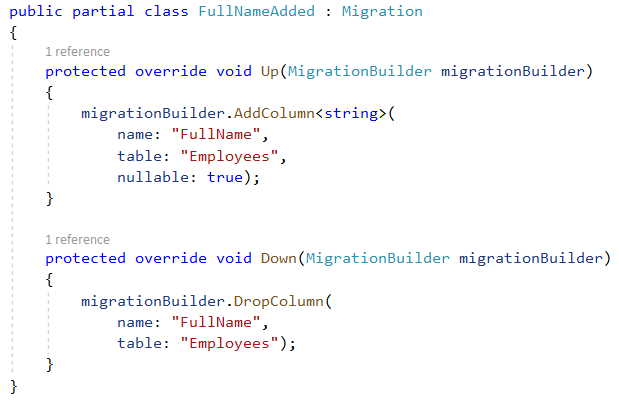 public partial class FullNameAdded : Migration
{
1 reference
protected override void Up(MigrationBuilder migrationBuilder)
{
migrationBuilder.AddColumn<string>(
name: "FullName",
table: "Employees",
nullable: true);
}
1 reference
protected override void Down(MigrationBuilder migrationBuilder)
{
migrationBuilder.DropColumn(
name: "FullName",
table: "Employees");
}
}